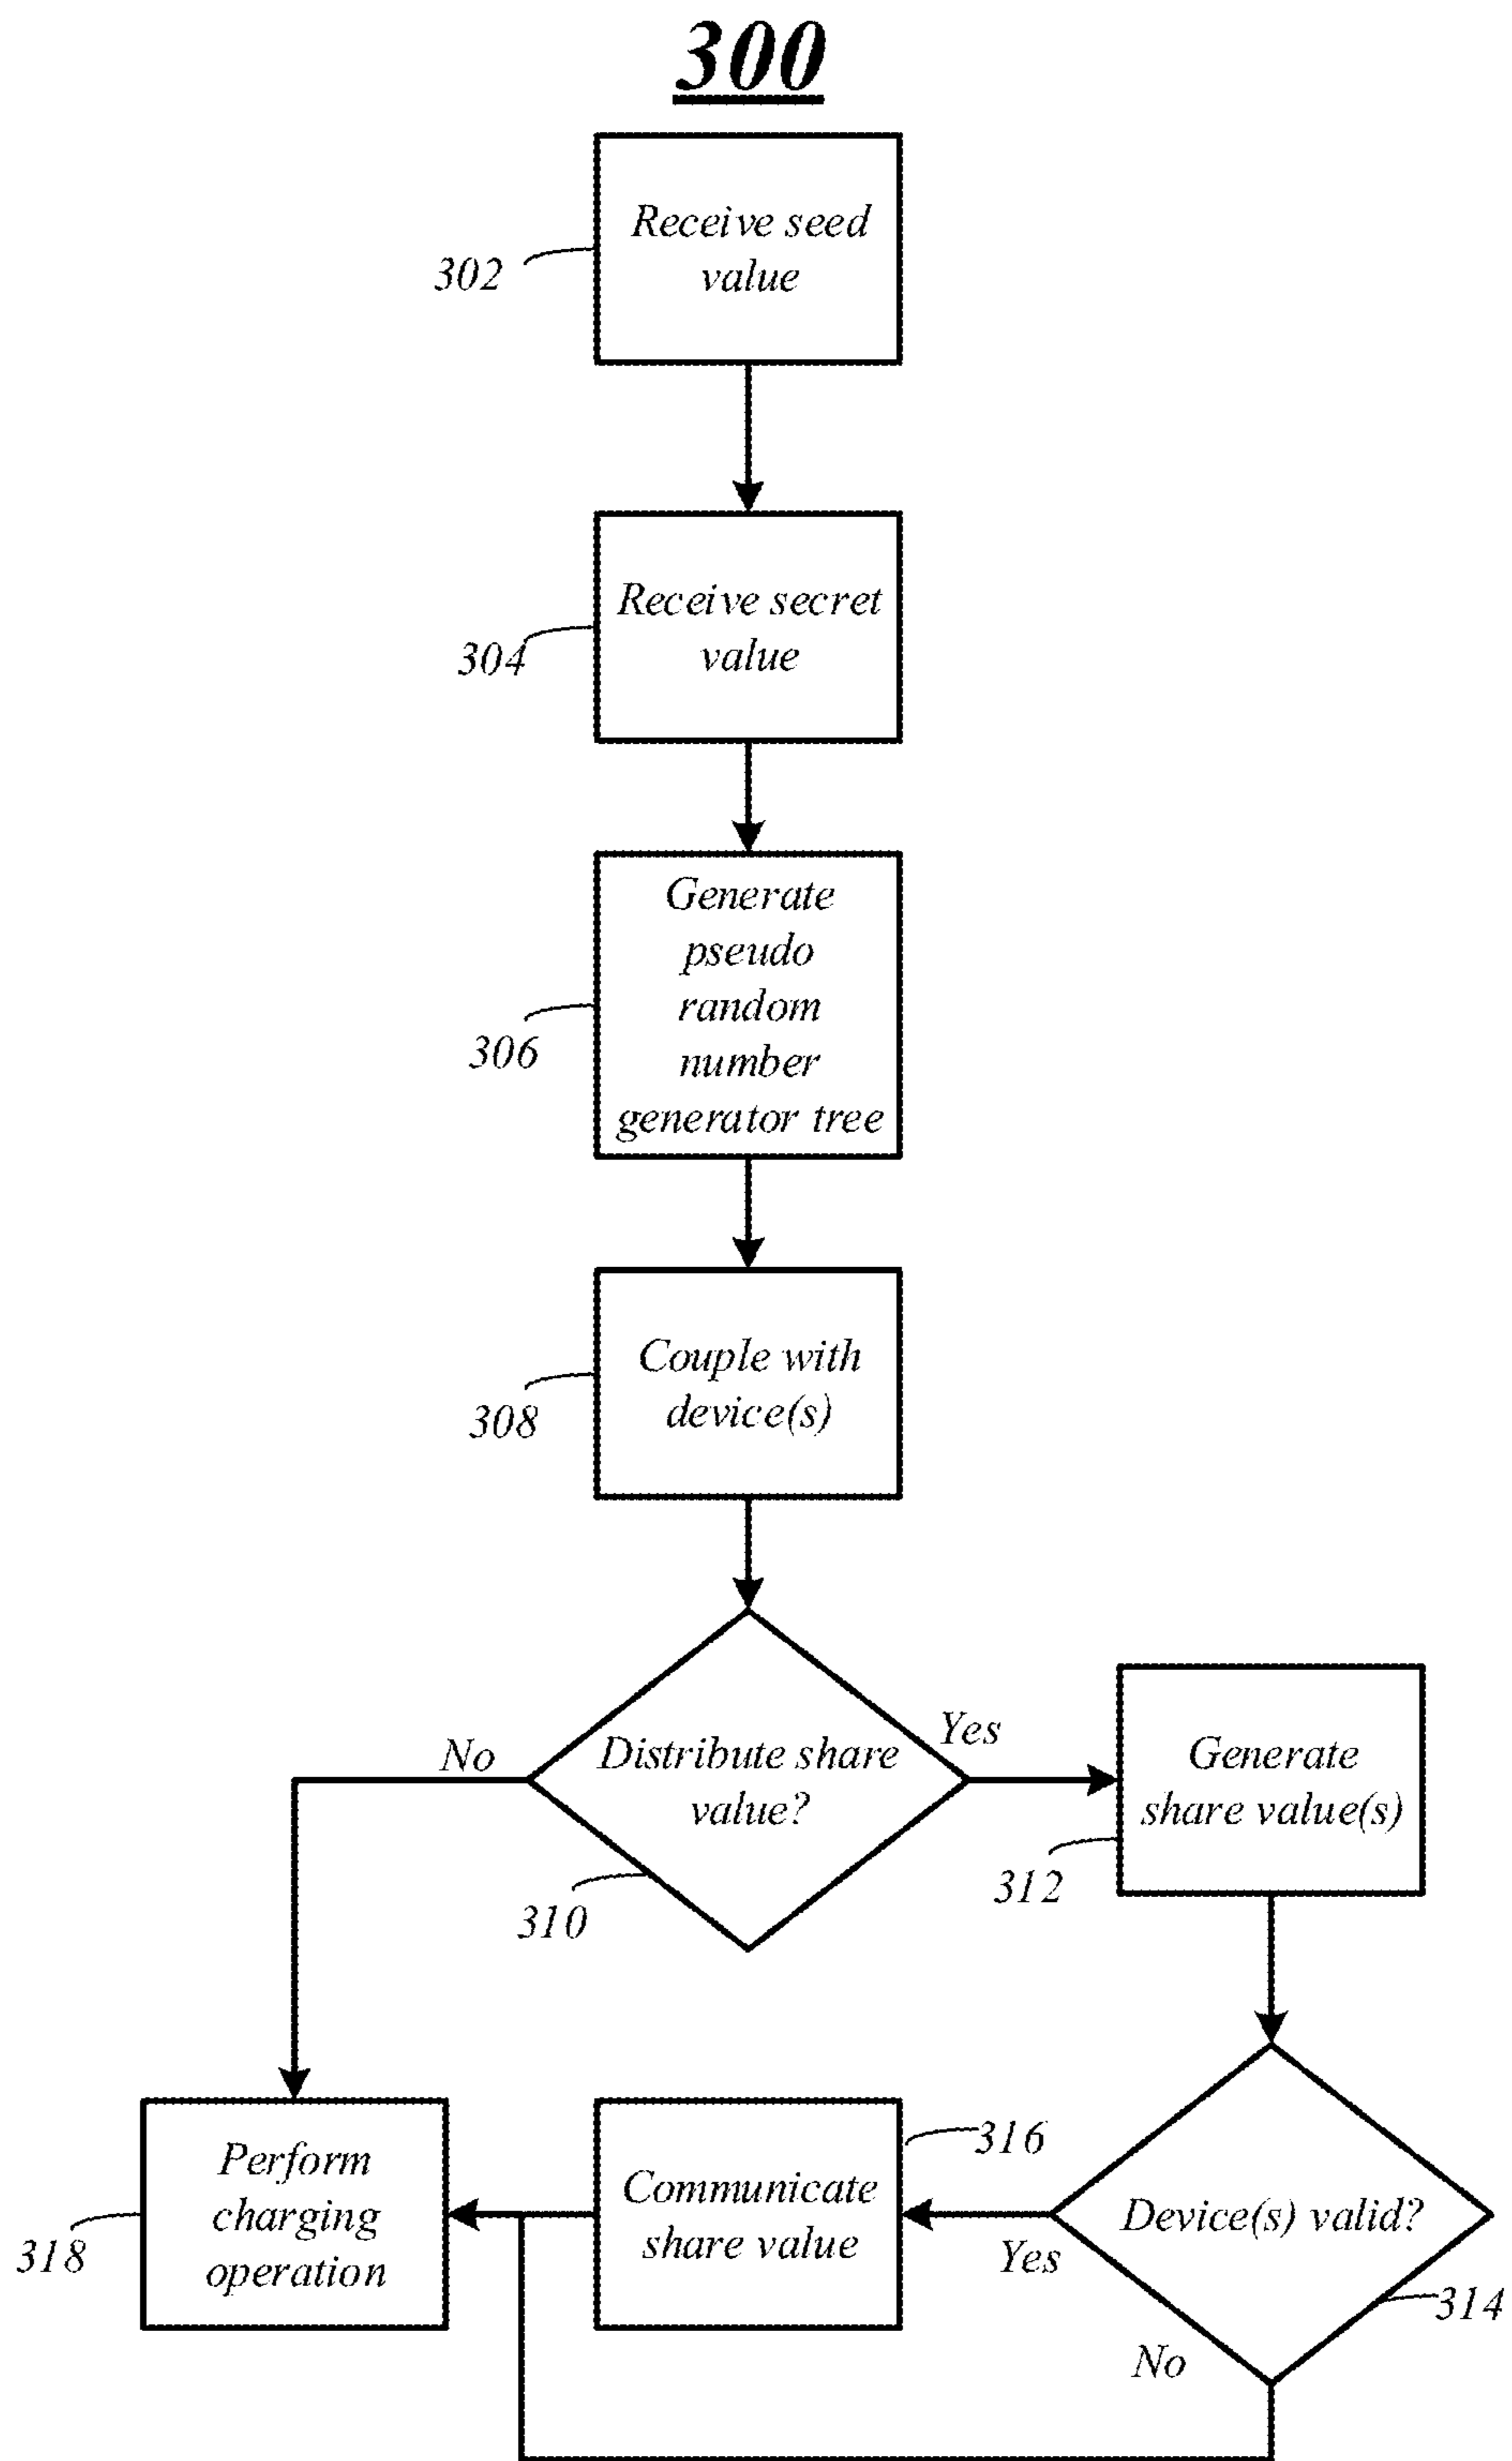 300
Receive seed
value
302
Receive secret
value
304
Generate
pseudo
random
number
generator tree
306
Couple with
device(s)
308
No
Distribute share
value?
Yes
310
Generate
share value(s)
312
Perform
charging
operation
318
Communicate
share value
316
Device(s) valid?
Yes
314
No